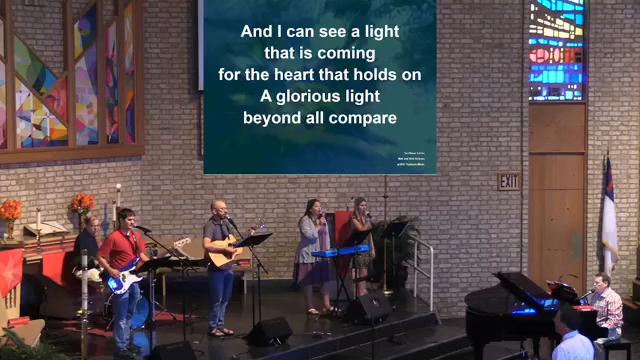 And I can see a light
that is coming
for the heart that holds on
A glorious light
beyond all compare
EXIT